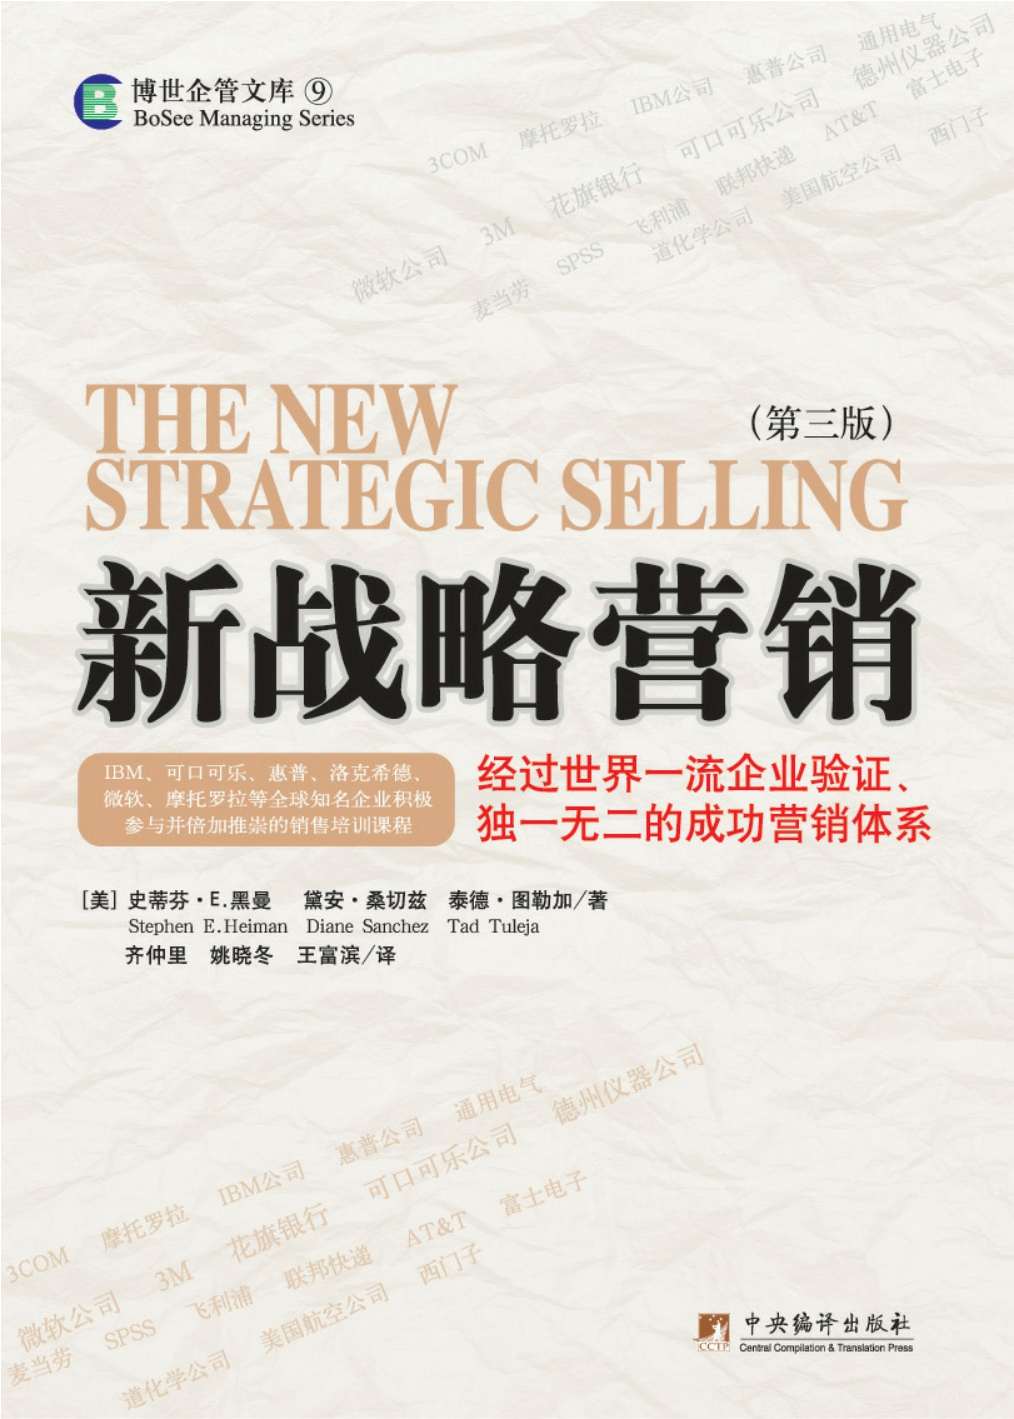 博世企管文库⑨
BoSee Managing Series
通用电气
德州仪器公司
惠普公司
富士电子
IBM公司
可口可乐公司
AT&T
西门子
摩托罗拉
3COM
花旗银行
联邦快递
美国航空公司
3M
飞利浦
道化学公司
微软公司
SPSS
麦当劳
THE NEW
(第三版)
STRATEGIC SELLING
新战略营销
IBM、可口可乐、惠普、洛克希德、
微软、摩托罗拉等全球知名企业积极
参与并倍加推崇的销售培训课程
经过世界一流企业验证、
独一无二的成功营销体系
[美] 史蒂芬·E.黑曼 黛安·桑切兹 泰德·图勒加/著
Stephen E.Heiman Diane Sanchez Tad Tuleja
齐仲里 姚晓冬 王富滨/译
德州仪器公司
通用电气
惠普公司
可口可乐公司
富士电子
IBM公司
AT&T
摩托罗拉
花旗银行
西门子
3COM
3M
联邦快递
飞利浦
美国航空公司
微软公司
SPSS
麦当劳
道化学公司
CCTP
中央编译出版社
Central Compilation & Translation Press